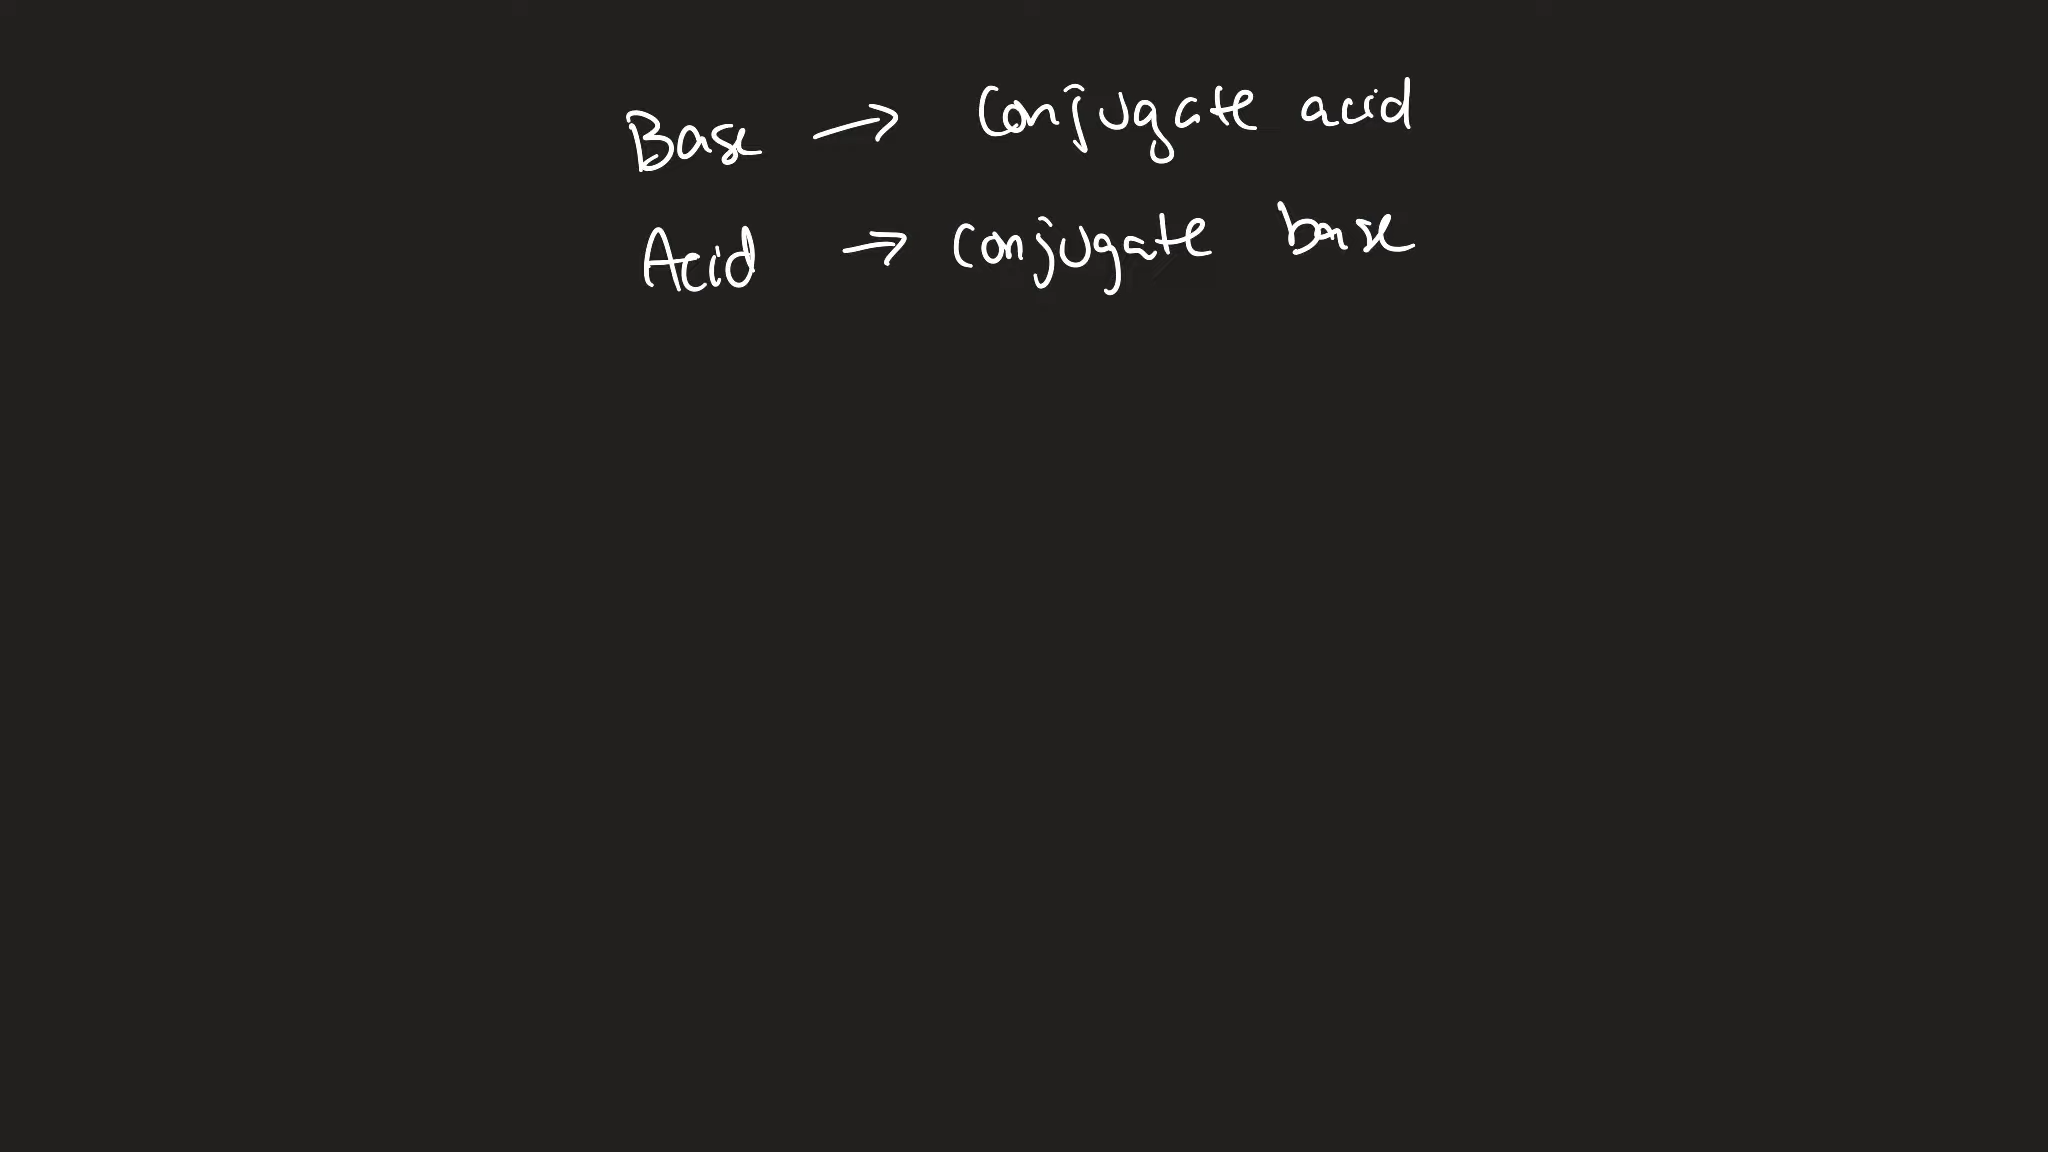 Base → Conjugate acid
Acid → conjugate base